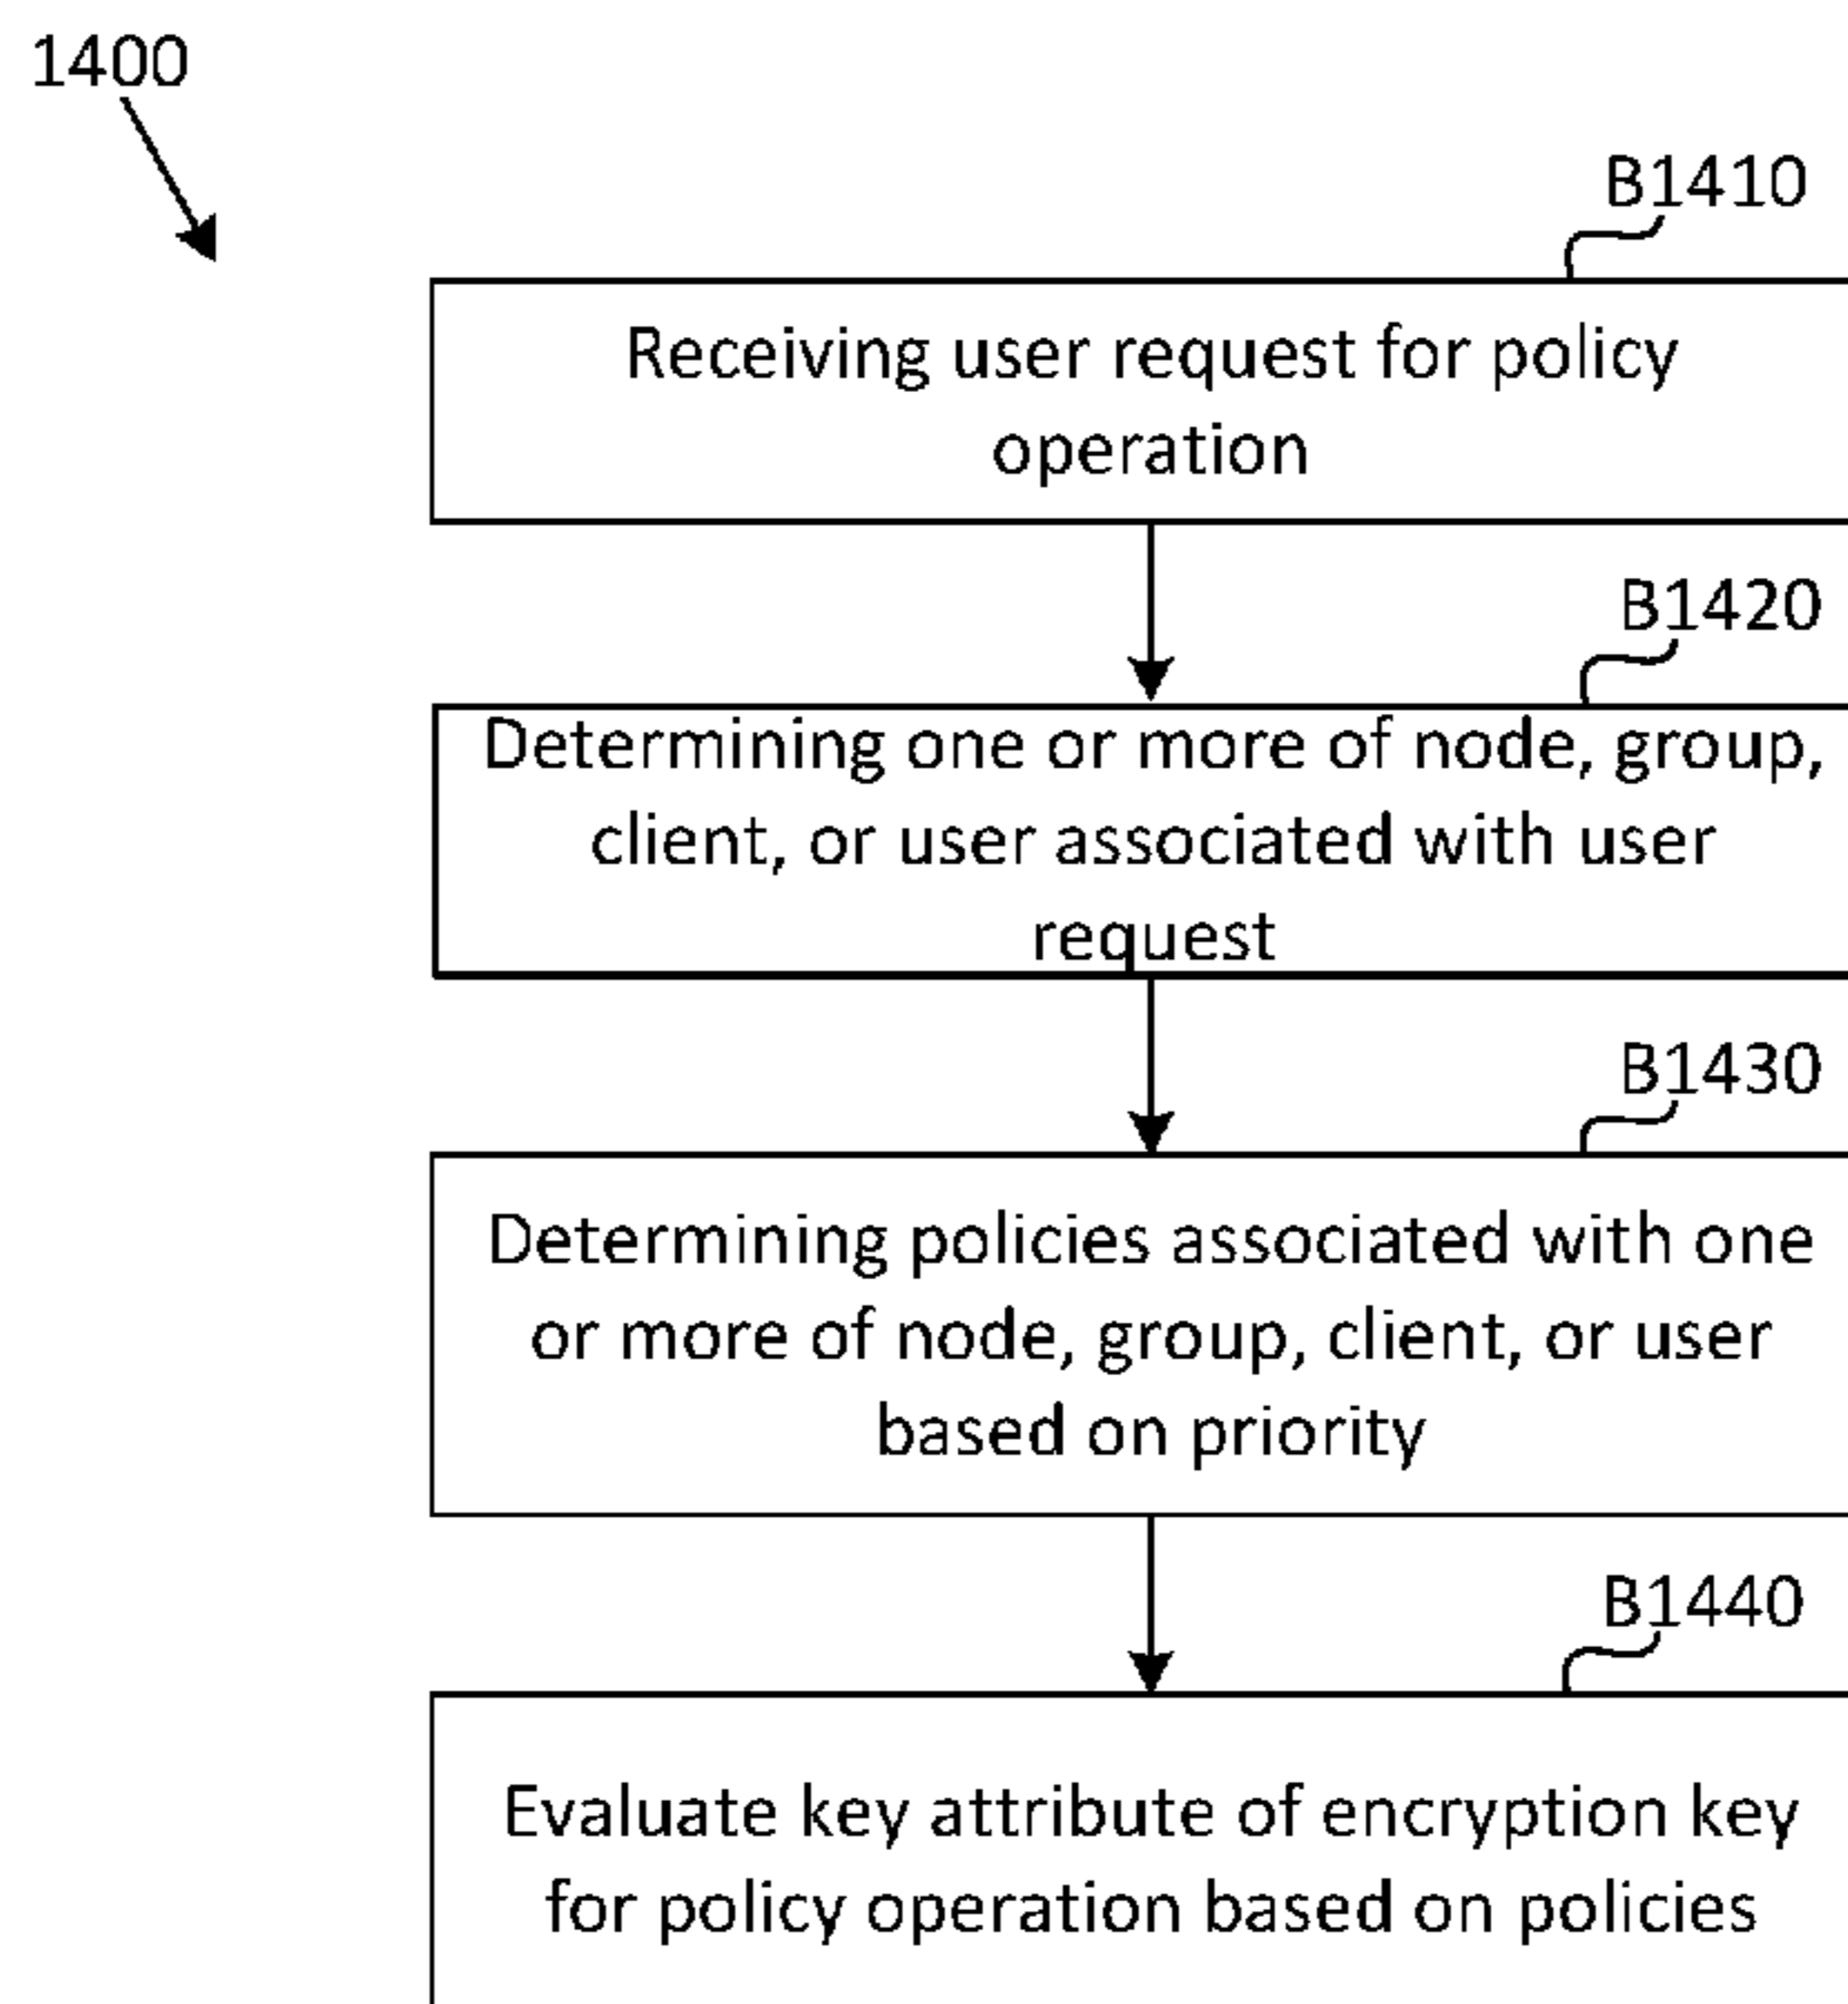 1400
B1410
Receiving user request for policy
operation
B1420
Determining one or more of node, group,
client, or user associated with user
request
B1430
Determining policies associated with one
or more of node, group, client, or user
based on priority
B1440
Evaluate key attribute of encryption key
for policy operation based on policies